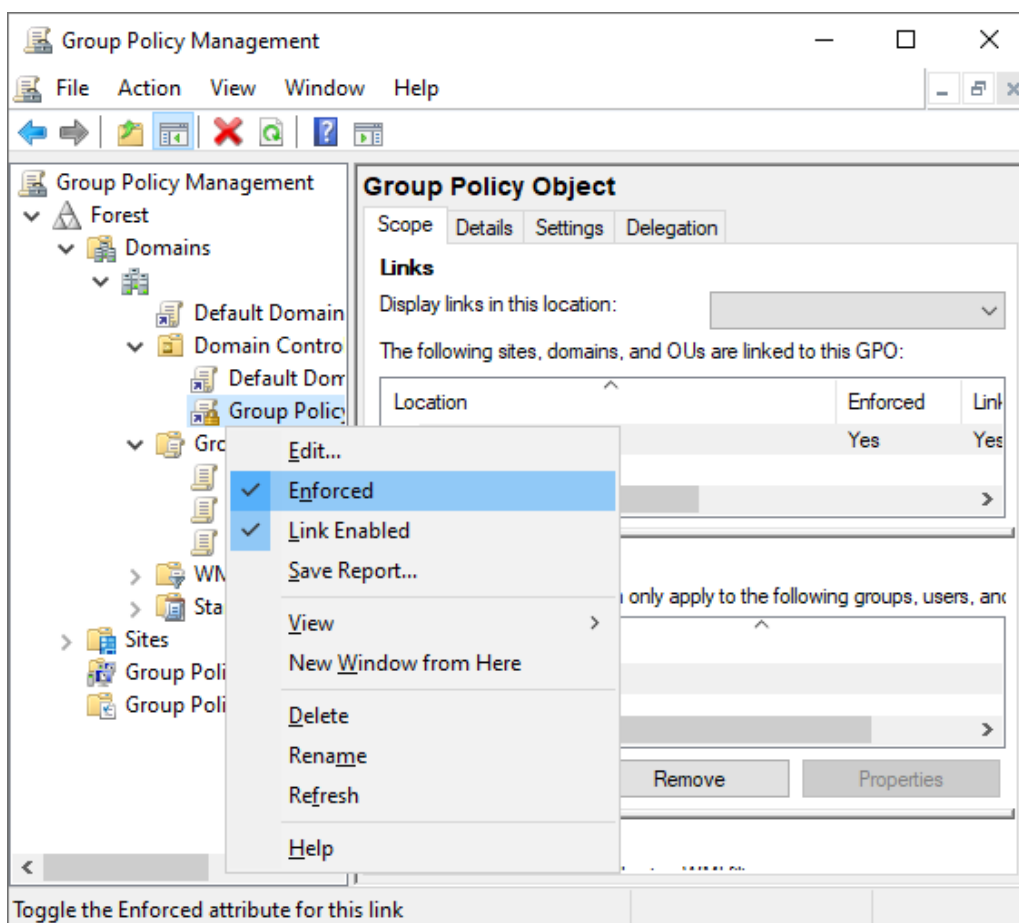 Group Policy Management
File Action View Window Help
Group Policy Management
Forest
Domains
Default Domain
Domain Contro
Default Dom
Group Policy
Gro
WM
Sta
Sites
Group Poli
Group Poli
Group Policy Object
Scope Details Settings Delegation
Links
Display links in this location:
The following sites, domains, and OUs are linked to this GPO:
Location Enforced Link
Yes Yes
only apply to the following groups, users, and
Remove Properties
Edit...
Enforced
Link Enabled
Save Report...
View
New Window from Here
Delete
Rename
Refresh
Help
Toggle the Enforced attribute for this link